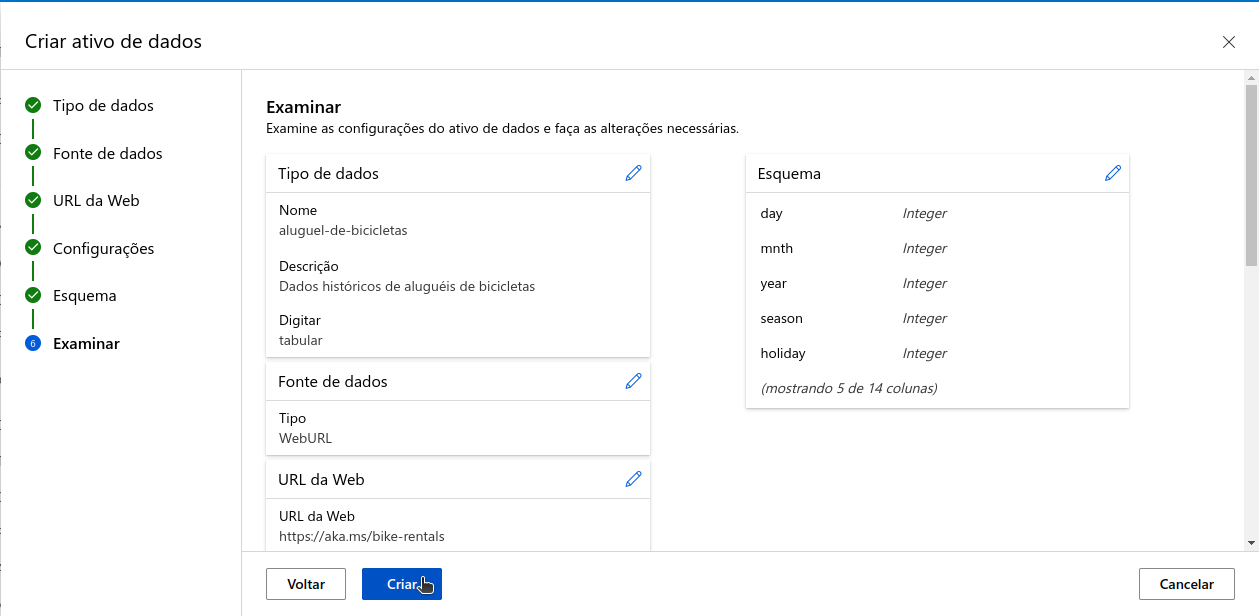 Criar ativo de dados
Tipo de dados
Fonte de dados
URL da Web
Configurações
Esquema
6 Examinar
Examinar
Examine as configurações do ativo de dados e faça as alterações necessárias.
Tipo de dados
Nome
aluguel-de-bicicletas
Descrição
Dados históricos de aluguéis de bicicletas
Digitar
tabular
Fonte de dados
Tipo
WebURL
URL da Web
URL da Web
https://aka.ms/bike-rentals
Esquema
day Integer
mnth Integer
year Integer
season Integer
holiday Integer
(mostrando 5 de 14 colunas)
Voltar
Criar
Cancelar